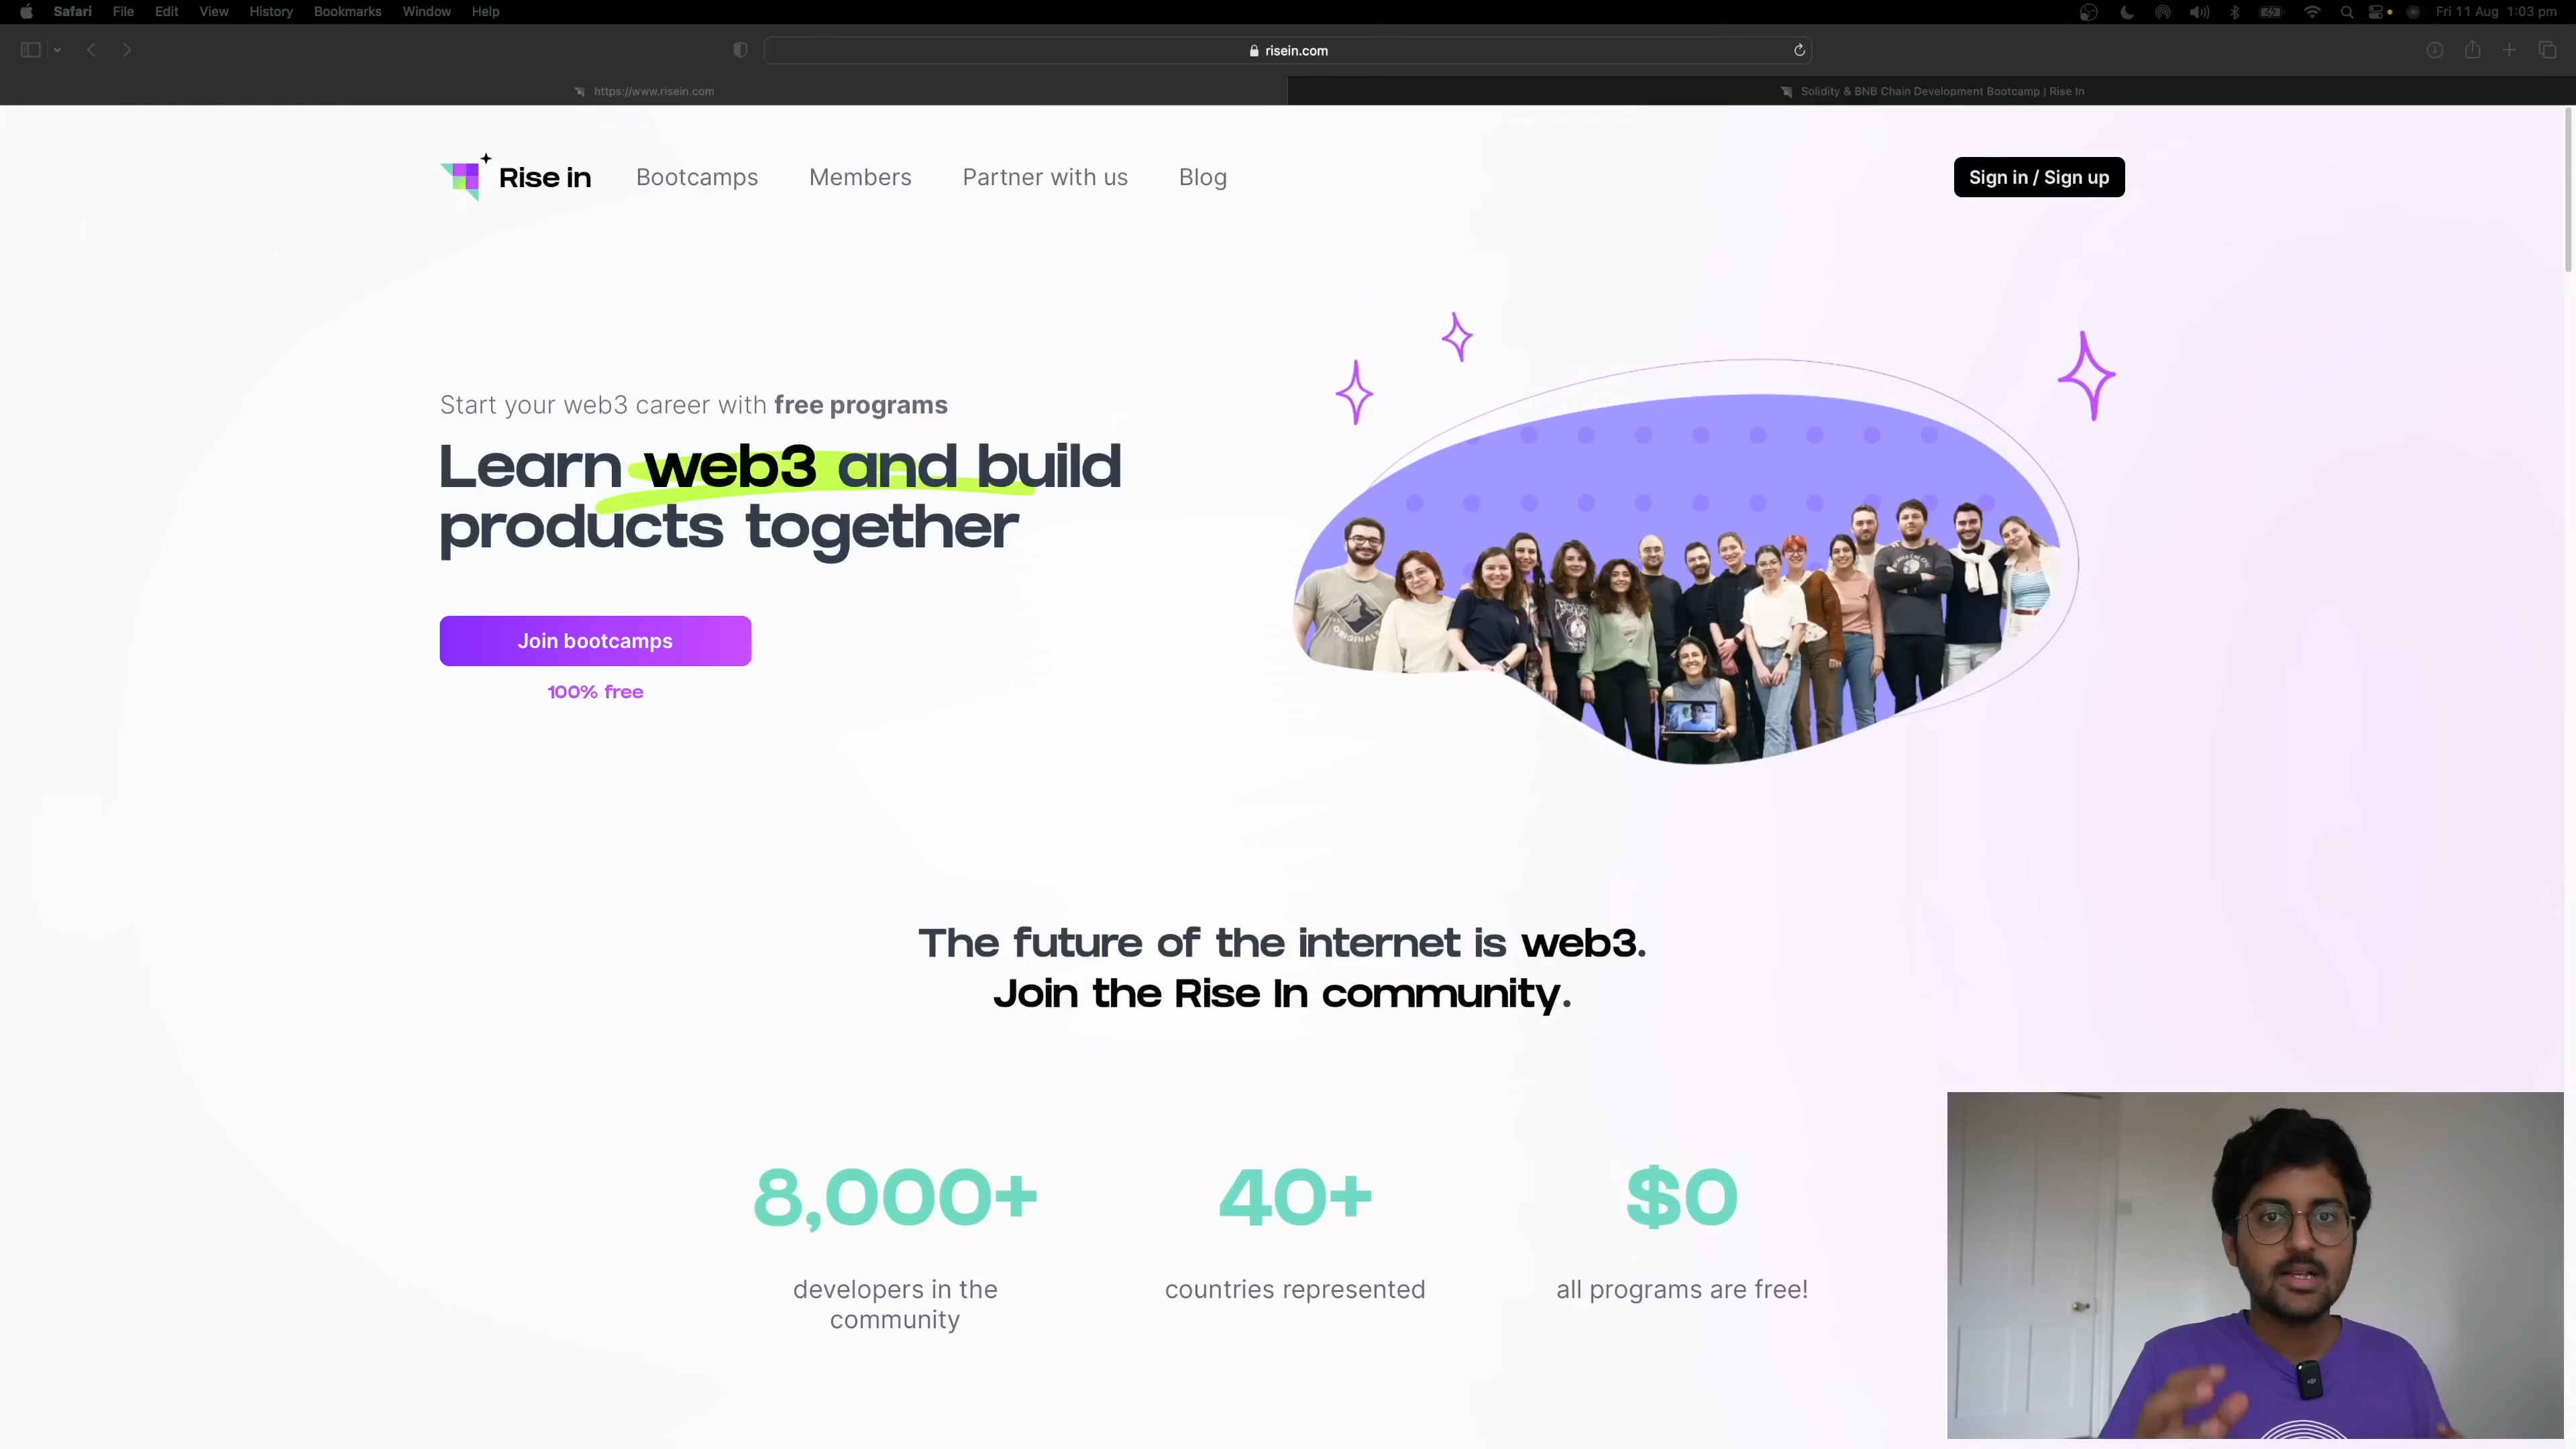 Safari File Edit View History Bookmarks Window Help Fri 11 Aug 1:03 pm
risein.com
https://www.risein.com Solidity & BNB Chain Development Bootcamp | Rise In
Rise in Bootcamps Members Partner with us Blog Sign in / Sign up
Start your web3 career with free programs
Learn web3 and build
products together
Join bootcamps
100% free
ORIGINAL
The future of the internet is web3.
Join the Rise In community.
8,000+ 40+ $0
developers in the countries represented all programs are free!
community